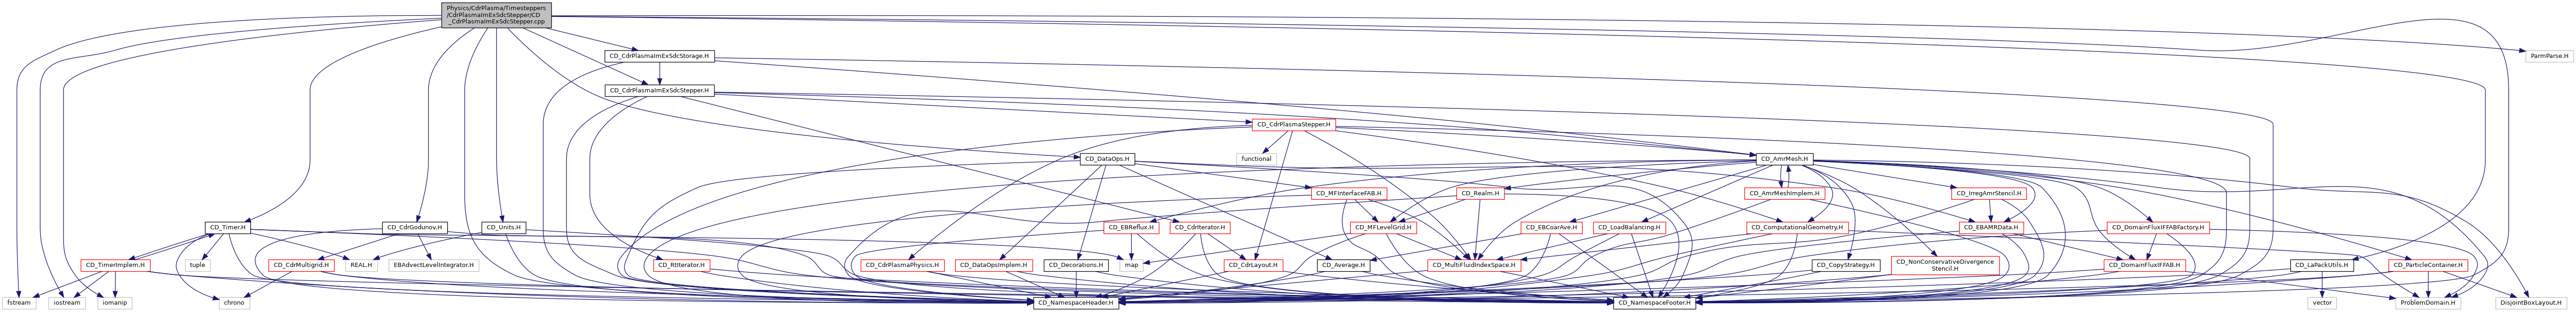 Physics/CdrPlasma/Timesteppers
/CdrPlasmaImExSdcStepper/CD
_CdrPlasmaImExSdcStepper.cpp
CD_CdrPlasmaImExSdcStorage.H
ParmParse.H
CD_CdrPlasmaImExSdcStepper.H
CD_CdrPlasmaStepper.H
CD_DataOps.H
functional
CD_AmrMesh.H
CD_MFInterfaceFAB.H
CD_Realm.H
CD_AmrMeshImplem.H
CD_IrregAmrStencil.H
CD_Timer.H
CD_CdrGodunov.H
CD_Units.H
CD_EBReflux.H
CD_CdrIterator.H
CD_MFLevelGrid.H
CD_EBCoarAve.H
CD_LoadBalancing.H
CD_ComputationalGeometry.H
CD_EBAMRData.H
CD_DomainFluxIFFABFactory.H
CD_TimerImplem.H
tuple
CD_CdrMultigrid.H
REAL.H
EBAdvectLevelIntegrator.H
CD_RtIterator.H
CD_CdrPlasmaPhysics.H
CD_DataOpsImplem.H
CD_Decorations.H
map
CD_CdrLayout.H
CD_Average.H
CD_MultiFluidIndexSpace.H
CD_CopyStrategy.H
CD_NonConservativeDivergence
Stencil.H
CD_DomainFluxIFFAB.H
CD_LaPackUtils.H
CD_ParticleContainer.H
fstream
iostream
iomanip
chrono
CD_NamespaceHeader.H
CD_NamespaceFooter.H
vector
ProblemDomain.H
DisjointBoxLayout.H